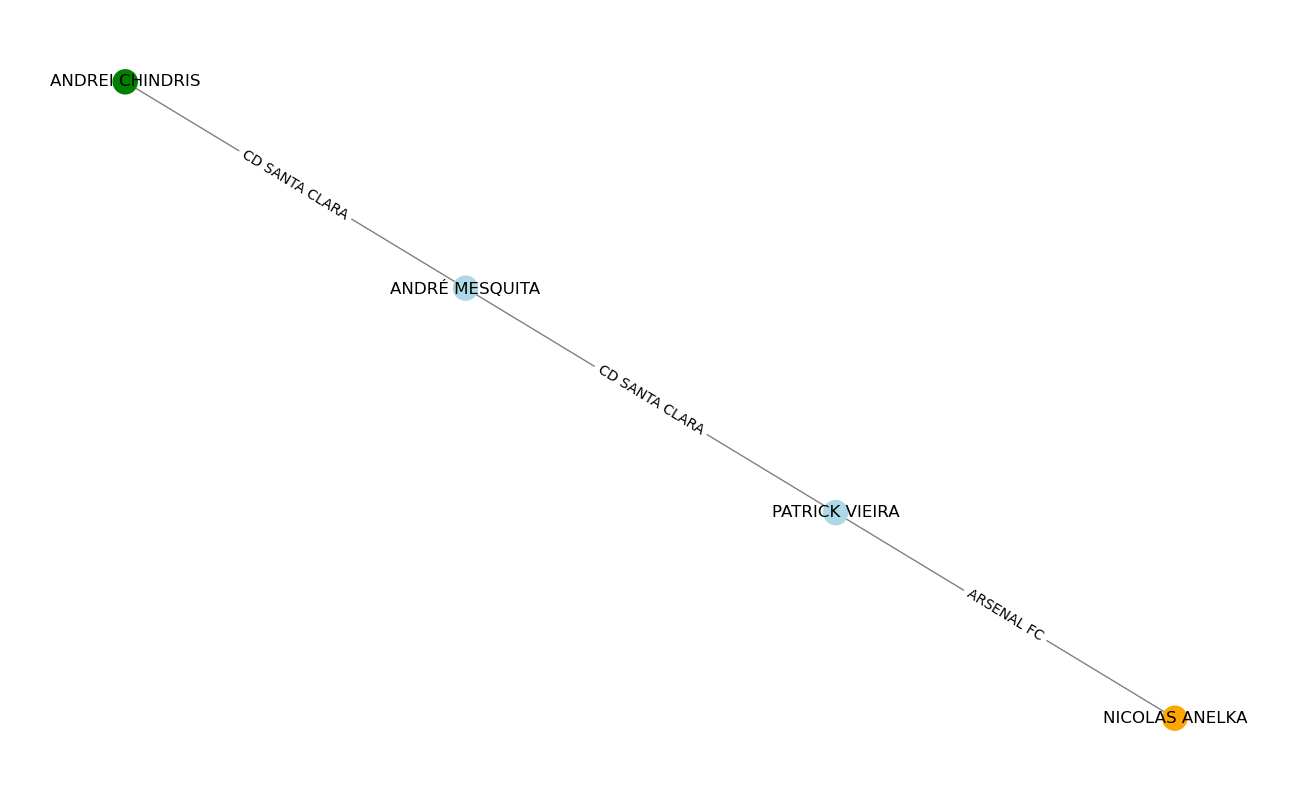 ANDREI CHINDRIS
CD SANTA CLARA
ANDRÉ MESQUITA
CD SANTA CLARA
PATRICK VIEIRA
ARSENAL FC
NICOLAS ANELKA